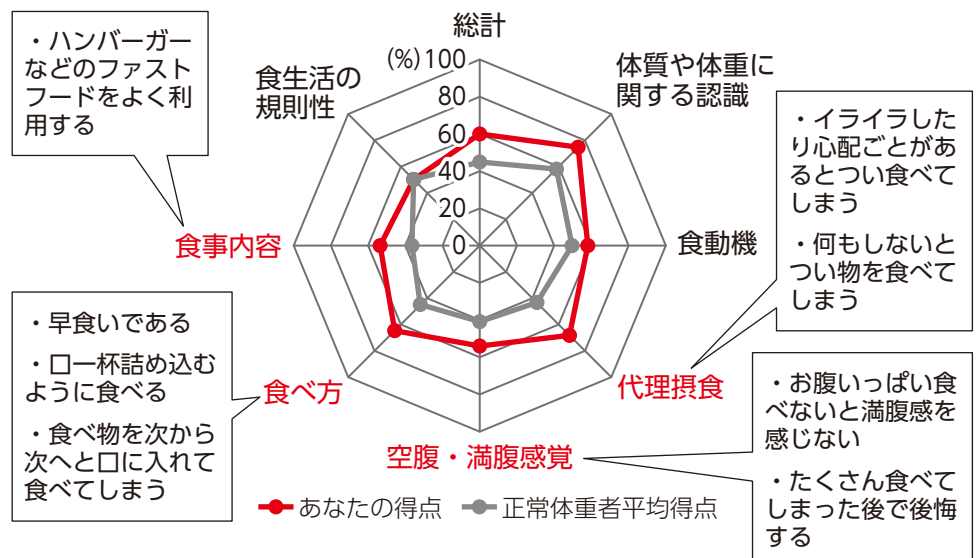 ・ハンバーガー
などのファスト
フードをよく利
用する
総計
(%)100
80
60
40
20
0
体質や体重に
関する認識
食動機
代理摂食
空腹・満腹感覚
食べ方
食事内容
食生活の
規則性
・イライラした
り心配ごとがあ
るとつい食べて
しまう
・何もしないと
つい物を食べて
しまう
・早食いである
・口一杯詰め込む
ように食べる
・食べ物を次から
次へと口に入れて
食べてしまう
・お腹いっぱい食
べないと満腹感を
感じない
・たくさん食べて
しまった後で後悔
する
あなたの得点
正常体重者平均得点